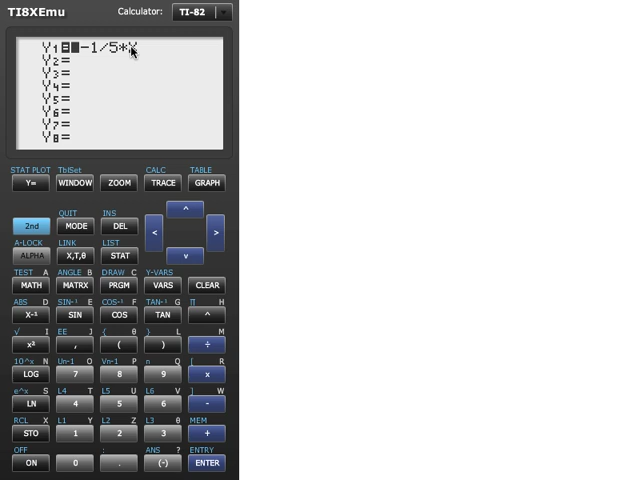 TI8XEmu Calculator: TI-82
Y1=-1/5*
Y2=
Y3=
Y4=
Y5=
Y6=
Y7=
Y8=
STAT PLOT TblSet CALC TABLE
Y= WINDOW ZOOM TRACE GRAPH
QUIT INS ^
2nd MODE DEL < >
A-LOCK LINK LIST
ALPHA X,T,θ STAT v
TEST A ANGLE B DRAW C Y-VARS
MATH MATRX PRGM VARS CLEAR
ABS D SIN-¹ E COS-¹ F TAN-¹ G Π H
X-¹ SIN COS TAN ^
√ I EE J { θ } L M
x² , ( ) ÷
10^x N Un-1 O Vn-1 P n Q [ R
LOG 7 8 9 x
e^x S L4 T L5 U L6 V ] W
LN 4 5 6 -
RCL X L1 Y L2 Z L3 θ MEM
STO 1 2 3 +
OFF : ANS ? ENTRY
ON 0 . (-) ENTER